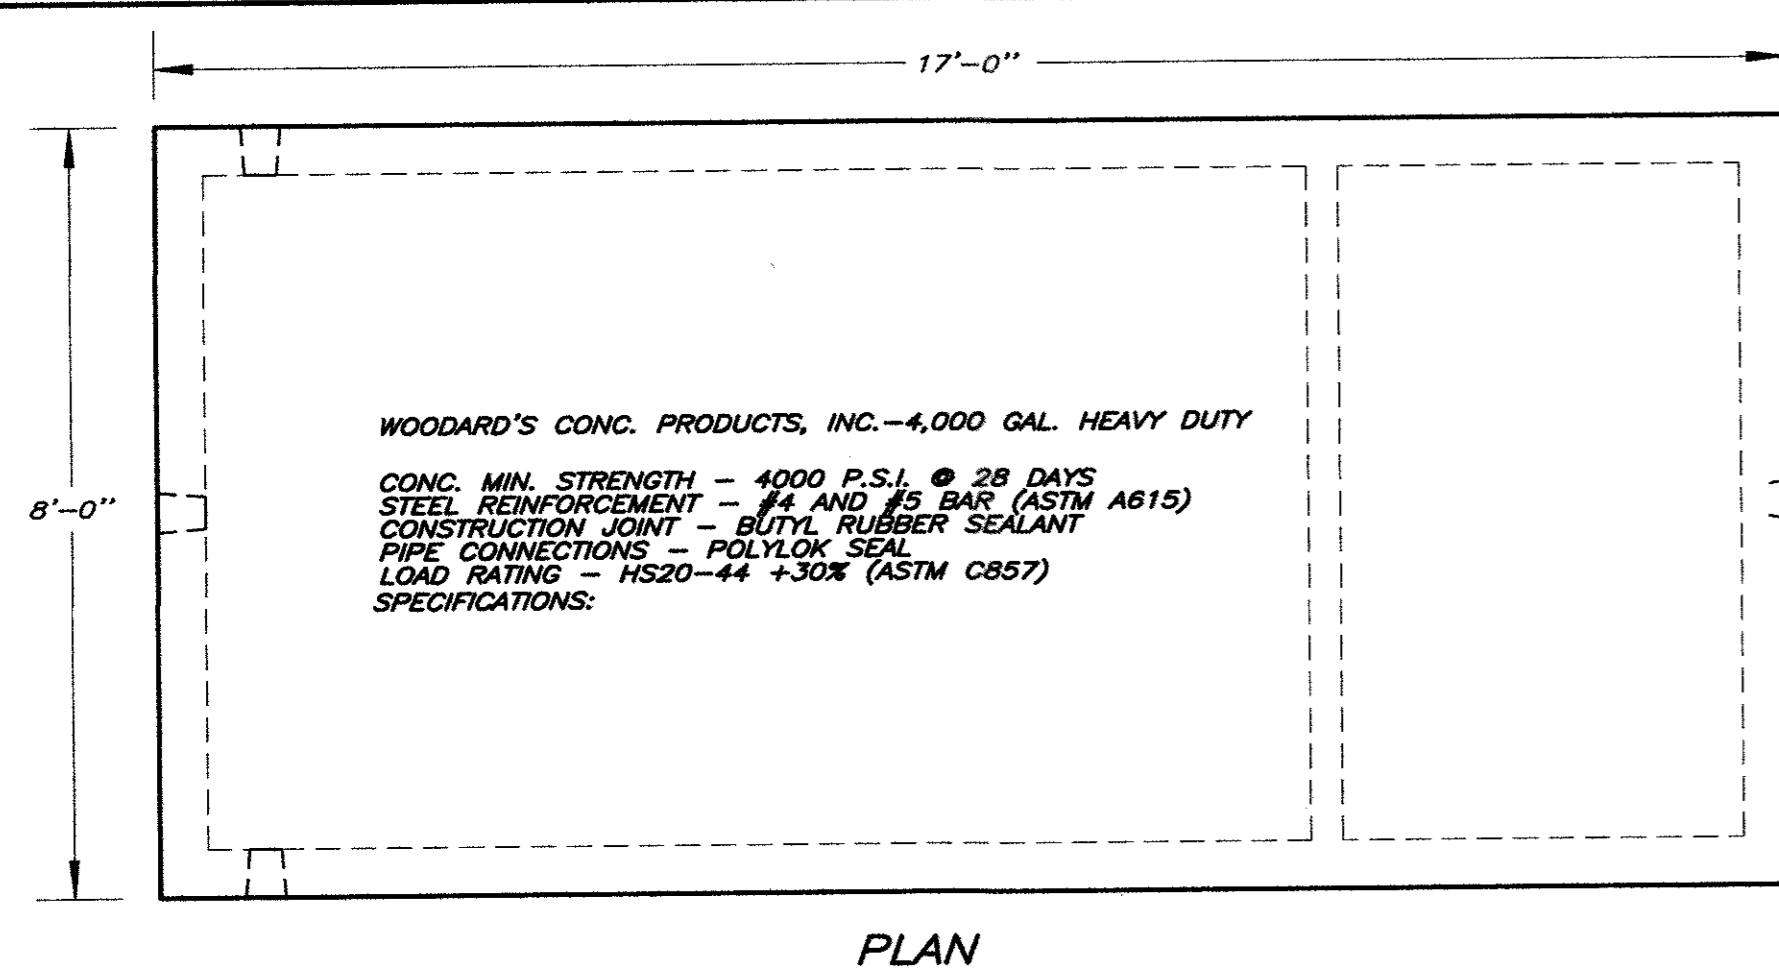 17'-0"
WOODARD'S CONC. PRODUCTS, INC.-4,000 GAL. HEAVY DUTY
CONC. MIN. STRENGTH - 4000 P.S.I. @ 28 DAYS
STEEL REINFORCEMENT - #4 AND #5 BAR (ASTM A615)
CONSTRUCTION JOINT - BUTYL RUBBER SEALANT
8'-0"
PIPE CONNECTIONS - POLYLOK SEAL
LOAD RATING - HS20-44 +30% (ASTM C857)
SPECIFICATIONS:
PLAN